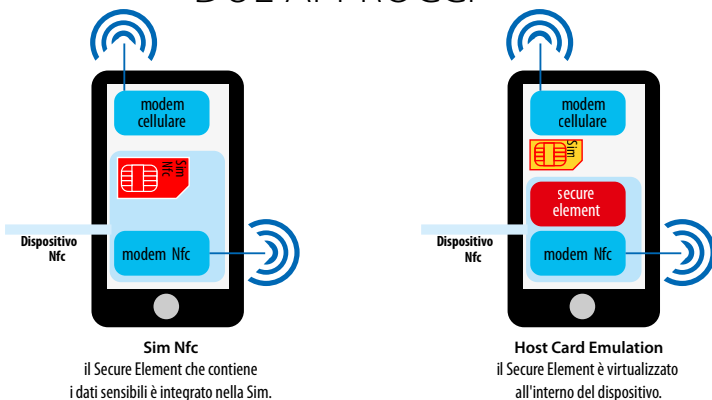 DUE APPROCCI
modem
cellulare
Sim
Nfc
Dispositivo
Nfc
modem Nfc
Sim Nfc
il Secure Element che contiene
i dati sensibili è integrato nella Sim.
modem
cellulare
Sim
secure
element
Dispositivo
Nfc
modem Nfc
Host Card Emulation
il Secure Element è virtualizzato
all'interno del dispositivo.